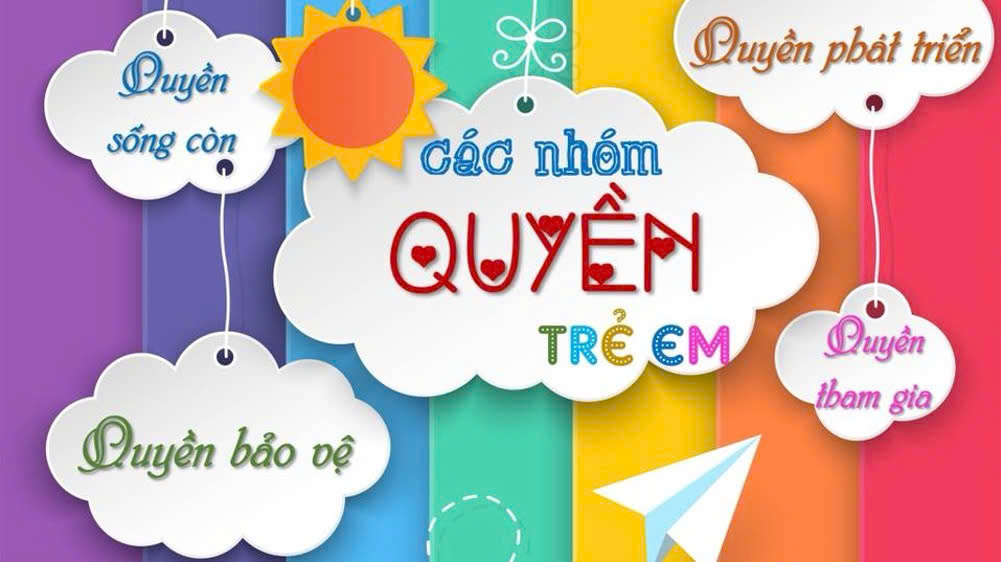 Quyền
sống còn
Quyền phát triển
các nhóm
QUYỀN
TRẺ EM
Quyền
tham gia
Quyền bảo vệ